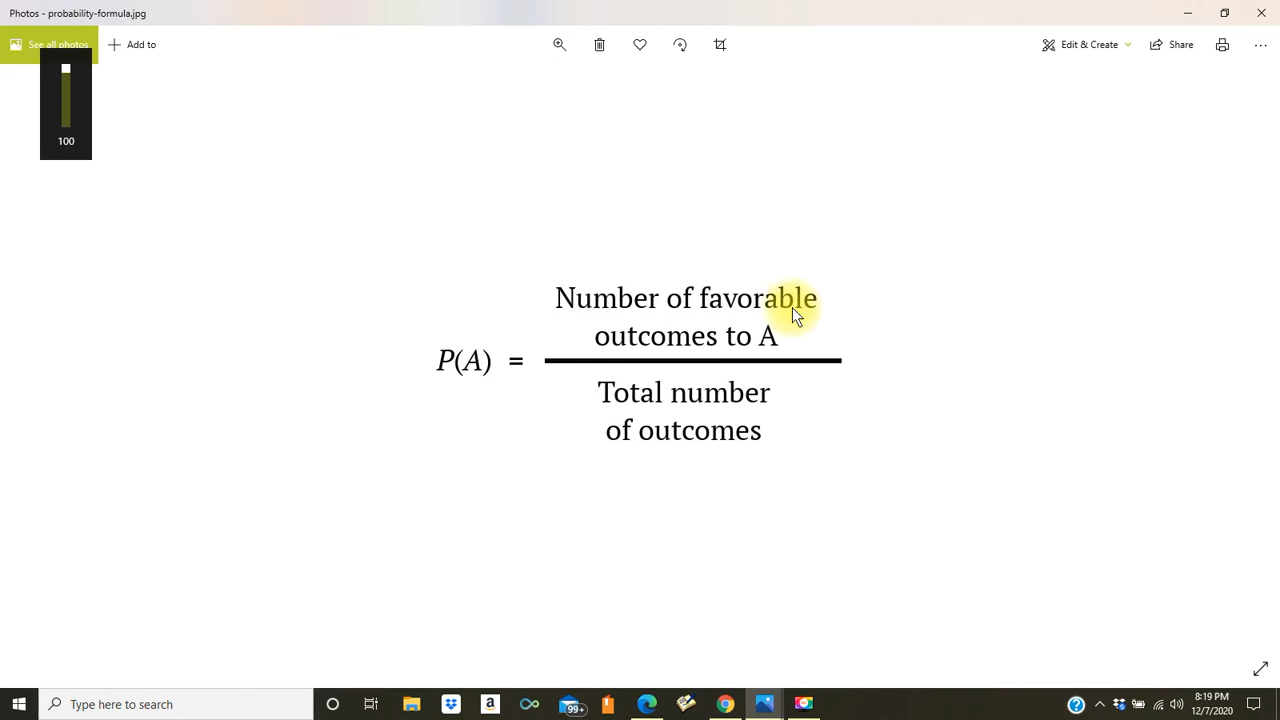 Photos - probability-formula.jpg
See all photos
Add to
Edit & Create
Share
100
Number of favorable
outcomes to A
P(A) =
Total number
of outcomes
Type here to search
a
99+
8:19 PM
12/7/2020